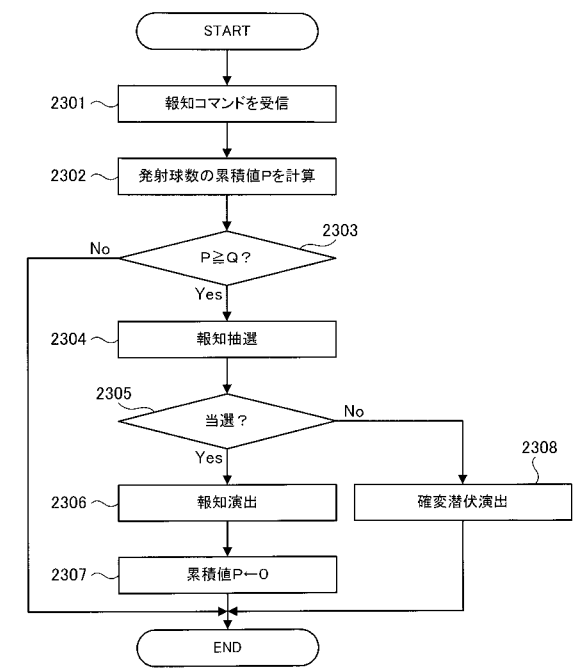 START
2301
報知コマンドを受信
2302
発射球数の累積値Pを計算
2303
P≧Q?
No
Yes
2304
報知抽選
2305
当選?
No
Yes
2306
報知演出
2308
確変潜伏演出
2307
累積値P←0
END